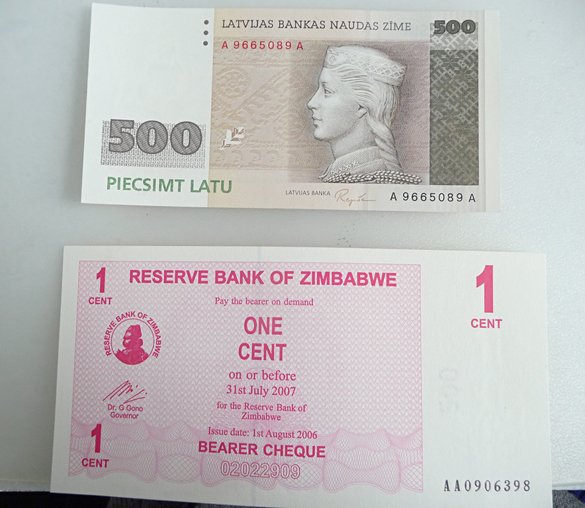 LATVIJAS BANKAS NAUDAS ZĪME
500
A 9665089 A
500
PIECSIMT LATU
LATVIJAS BANKA
A 9665089 A
1
CENT
RESERVE BANK OF ZIMBABWE
1
CENT
Pay the bearer on demand
ONE
CENT
on or before
31st July 2007
for the Reserve Bank of
Zimbabwe
RESERVE BANK OF ZIMBABWE
Dr. G Gono
Governor
Issue date: 1st August 2006
1
CENT
BEARER CHEQUE
02022909
AA0906398